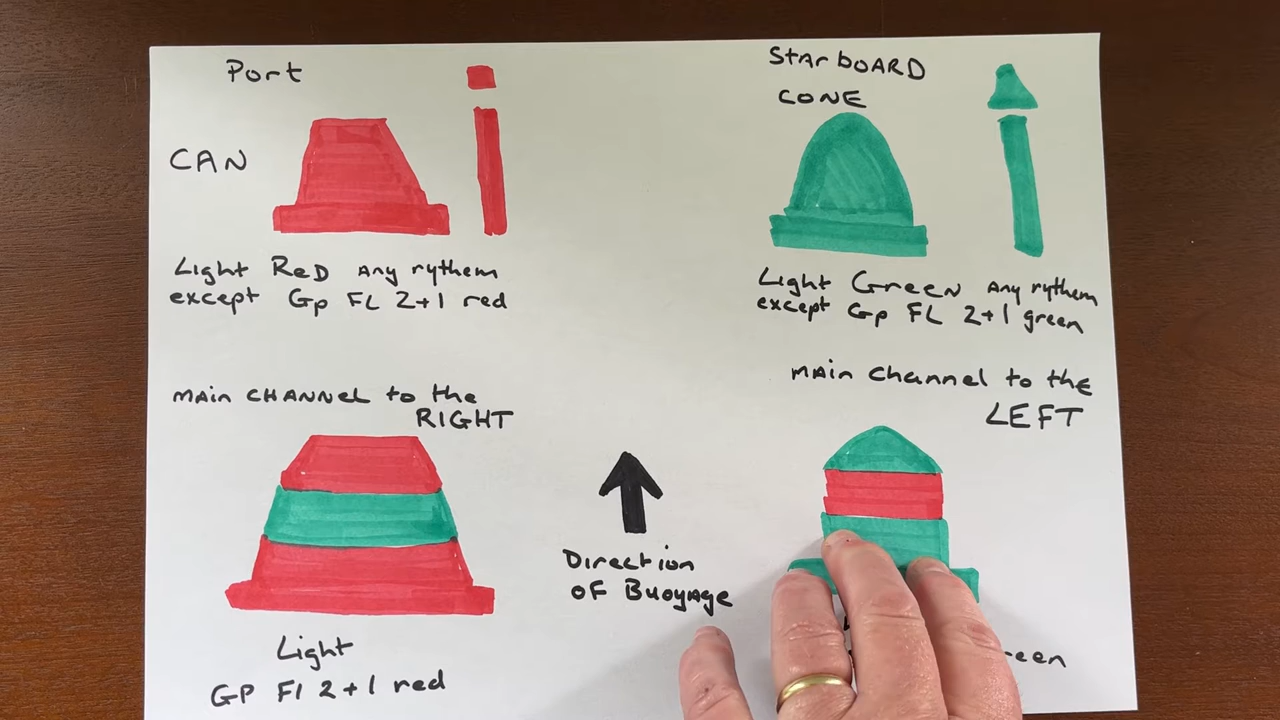 Port
CAN
Light Red Any rythem
except Gp FL 2+1 red
MAIN CHANNEL to the
RIGHT
Light
GP Fl 2+1 red
Direction
OF Buoyage
StarboARD
CONE
Light Green Any rythem
except Gp FL 2+1 green
MAIN Channel to the
LEFT